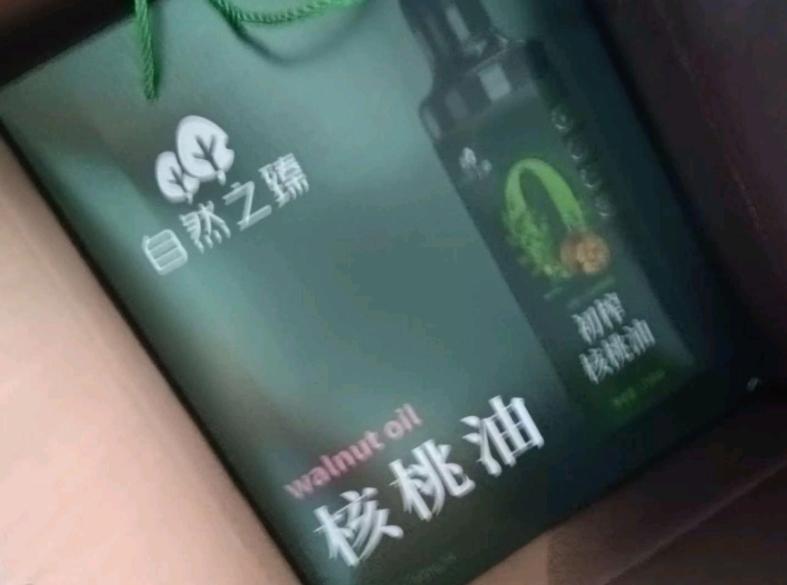 自然之臻
walnut oil
核桃油
初榨
核桃油